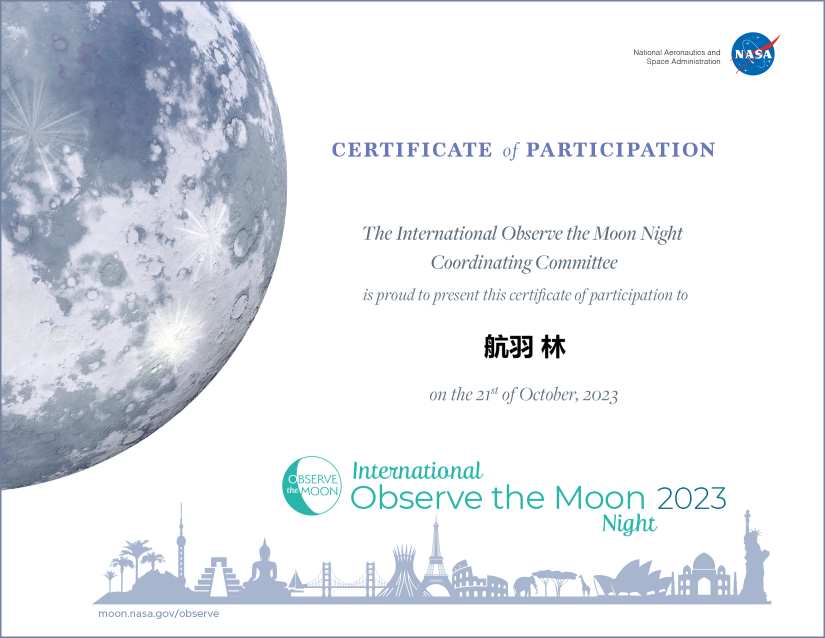 National Aeronautics and
Space Administration
NASA
CERTIFICATE of PARTICIPATION
The International Observe the Moon Night
Coordinating Committee
is proud to present this certificate of participation to
航羽 林
on the 21st of October, 2023
OBSERVE
the MOON
International
Observe the Moon 2023
Night
moon.nasa.gov/observe